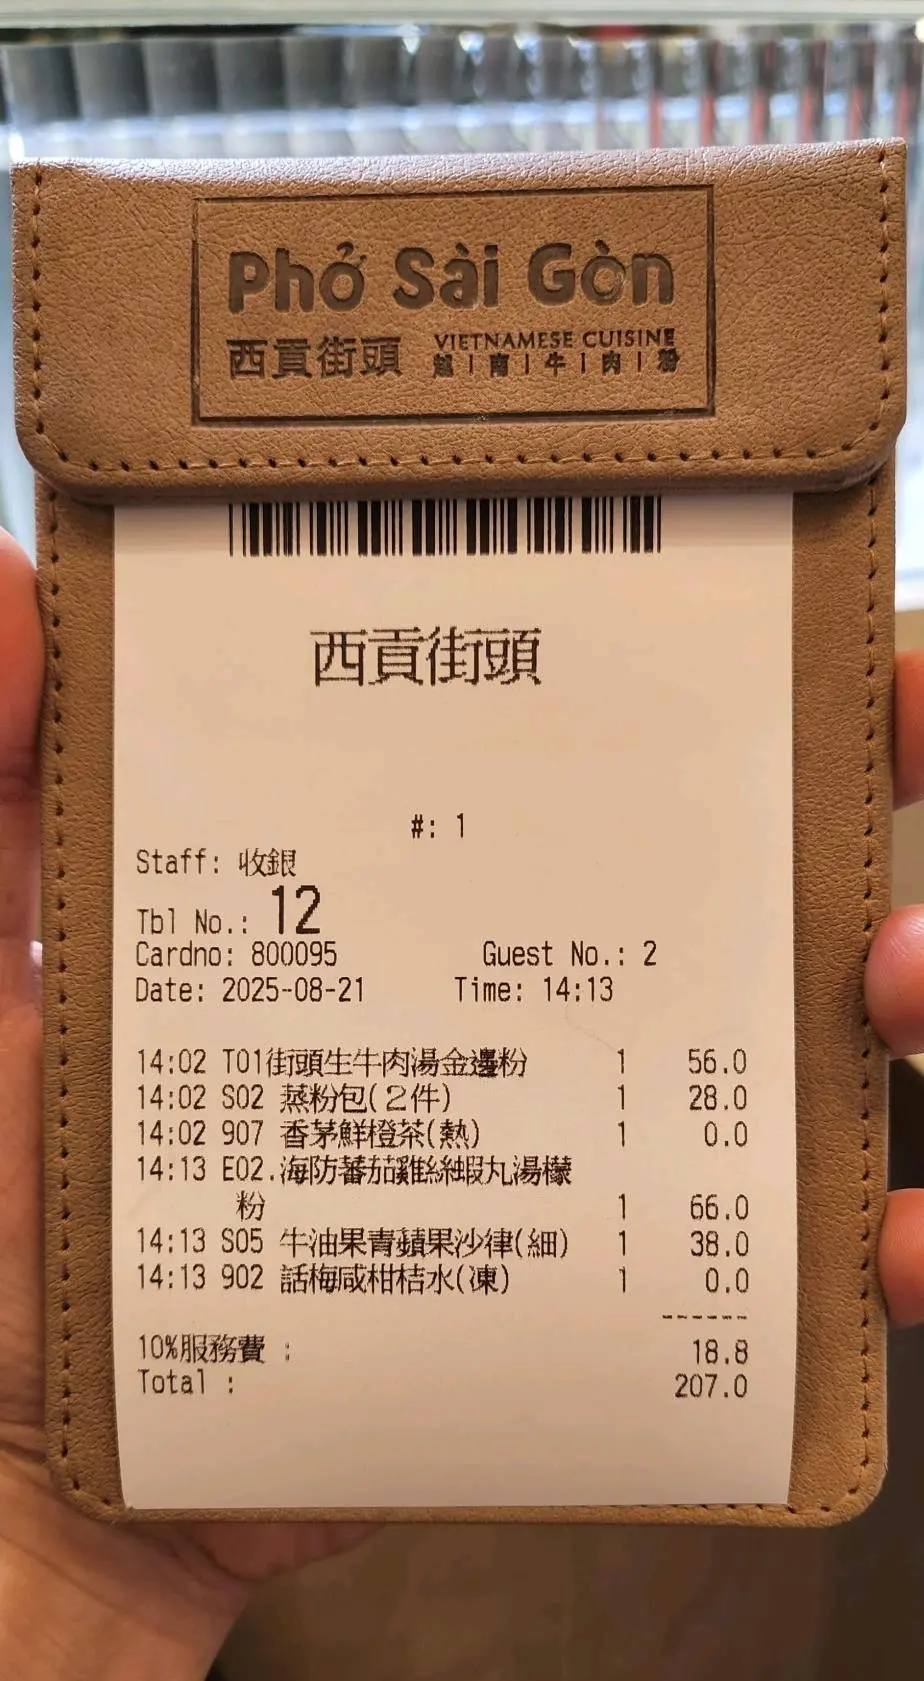 Phở Sài Gòn
西貢街頭
VIETNAMESE CUISINE
越|南|牛|肉|粉
西貢街頭
#: 1
Staff: 收銀
Tbl No.: 12
Cardno: 800095 Guest No.: 2
Date: 2025-08-21 Time: 14:13
14:02 T01街頭生牛肉湯金邊粉 1 56.0
14:02 S02 蒸粉包(2件) 1 28.0
14:02 907 香茅鮮橙茶(熱) 1 0.0
14:13 E02.海防蕃茄雞絲蝦丸湯檬
粉 1 66.0
14:13 S05 牛油果青蘋果沙律(細) 1 38.0
14:13 902 話梅咸柑桔水(凍) 1 0.0
------
10%服務費 : 18.8
Total : 207.0